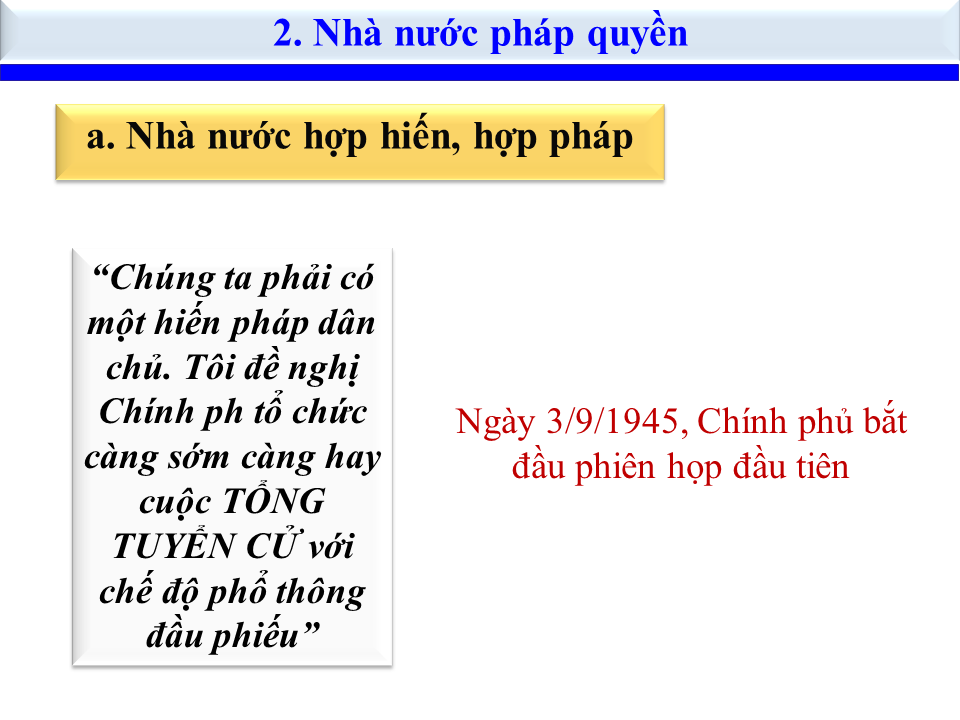 2. Nhà nước pháp quyền
a. Nhà nước hợp hiến, hợp pháp
“Chúng ta phải có
một hiến pháp dân
chủ. Tôi đề nghị
Chính ph tổ chức
càng sớm càng hay
cuộc TỔNG
TUYỂN CỬ với
chế độ phổ thông
đầu phiếu”
Ngày 3/9/1945, Chính phủ bắt
đầu phiên họp đầu tiên